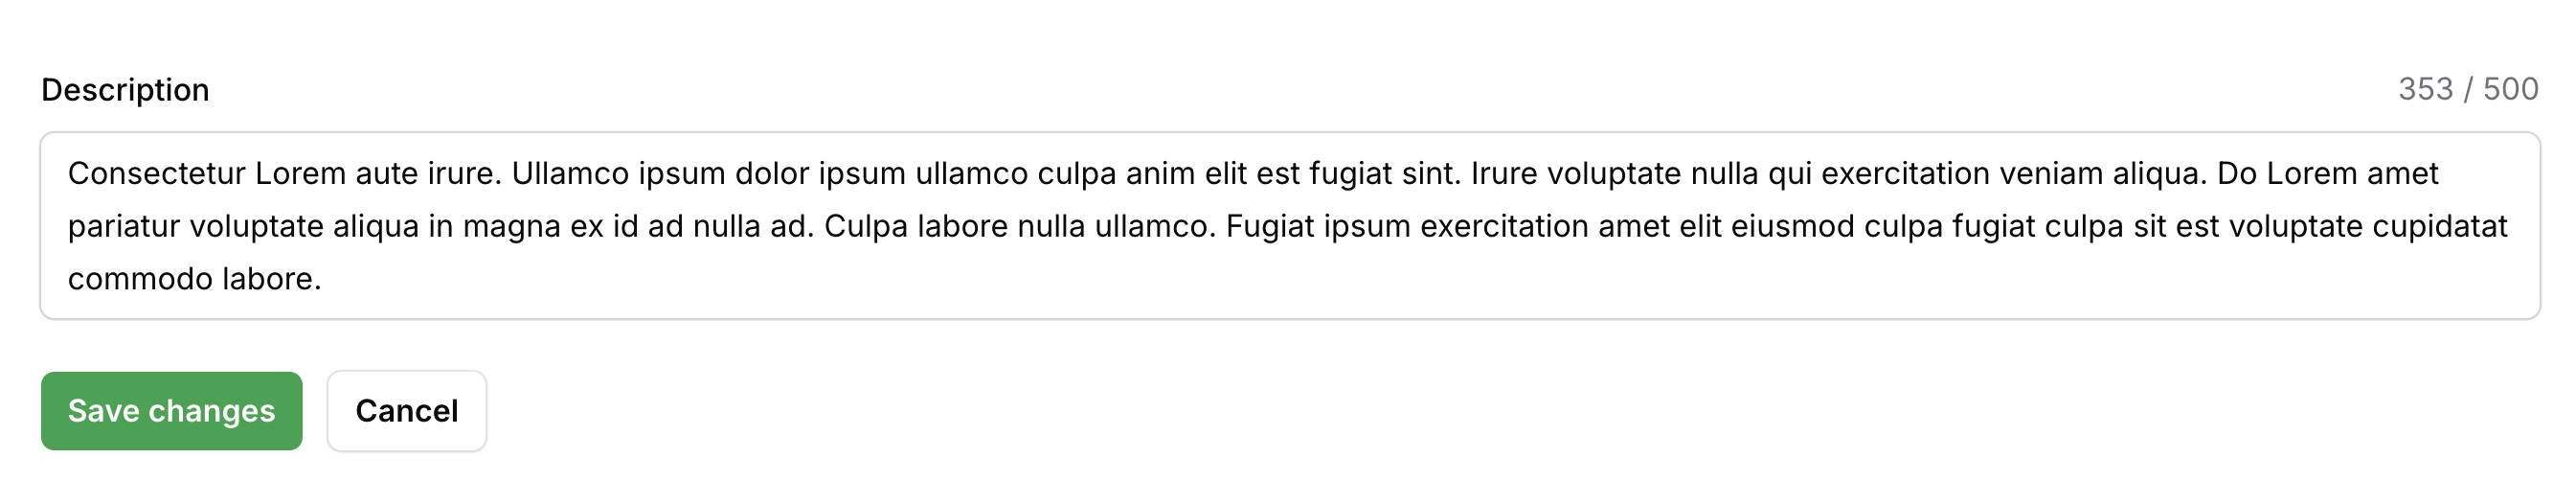 Description
353 / 500
Consectetur Lorem aute irure. Ullamco ipsum dolor ipsum ullamco culpa anim elit est fugiat sint. Irure voluptate nulla qui exercitation veniam aliqua. Do Lorem amet
pariatur voluptate aliqua in magna ex id ad nulla ad. Culpa labore nulla ullamco. Fugiat ipsum exercitation amet elit eiusmod culpa fugiat culpa sit est voluptate cupidatat
commodo labore.
Save changes
Cancel